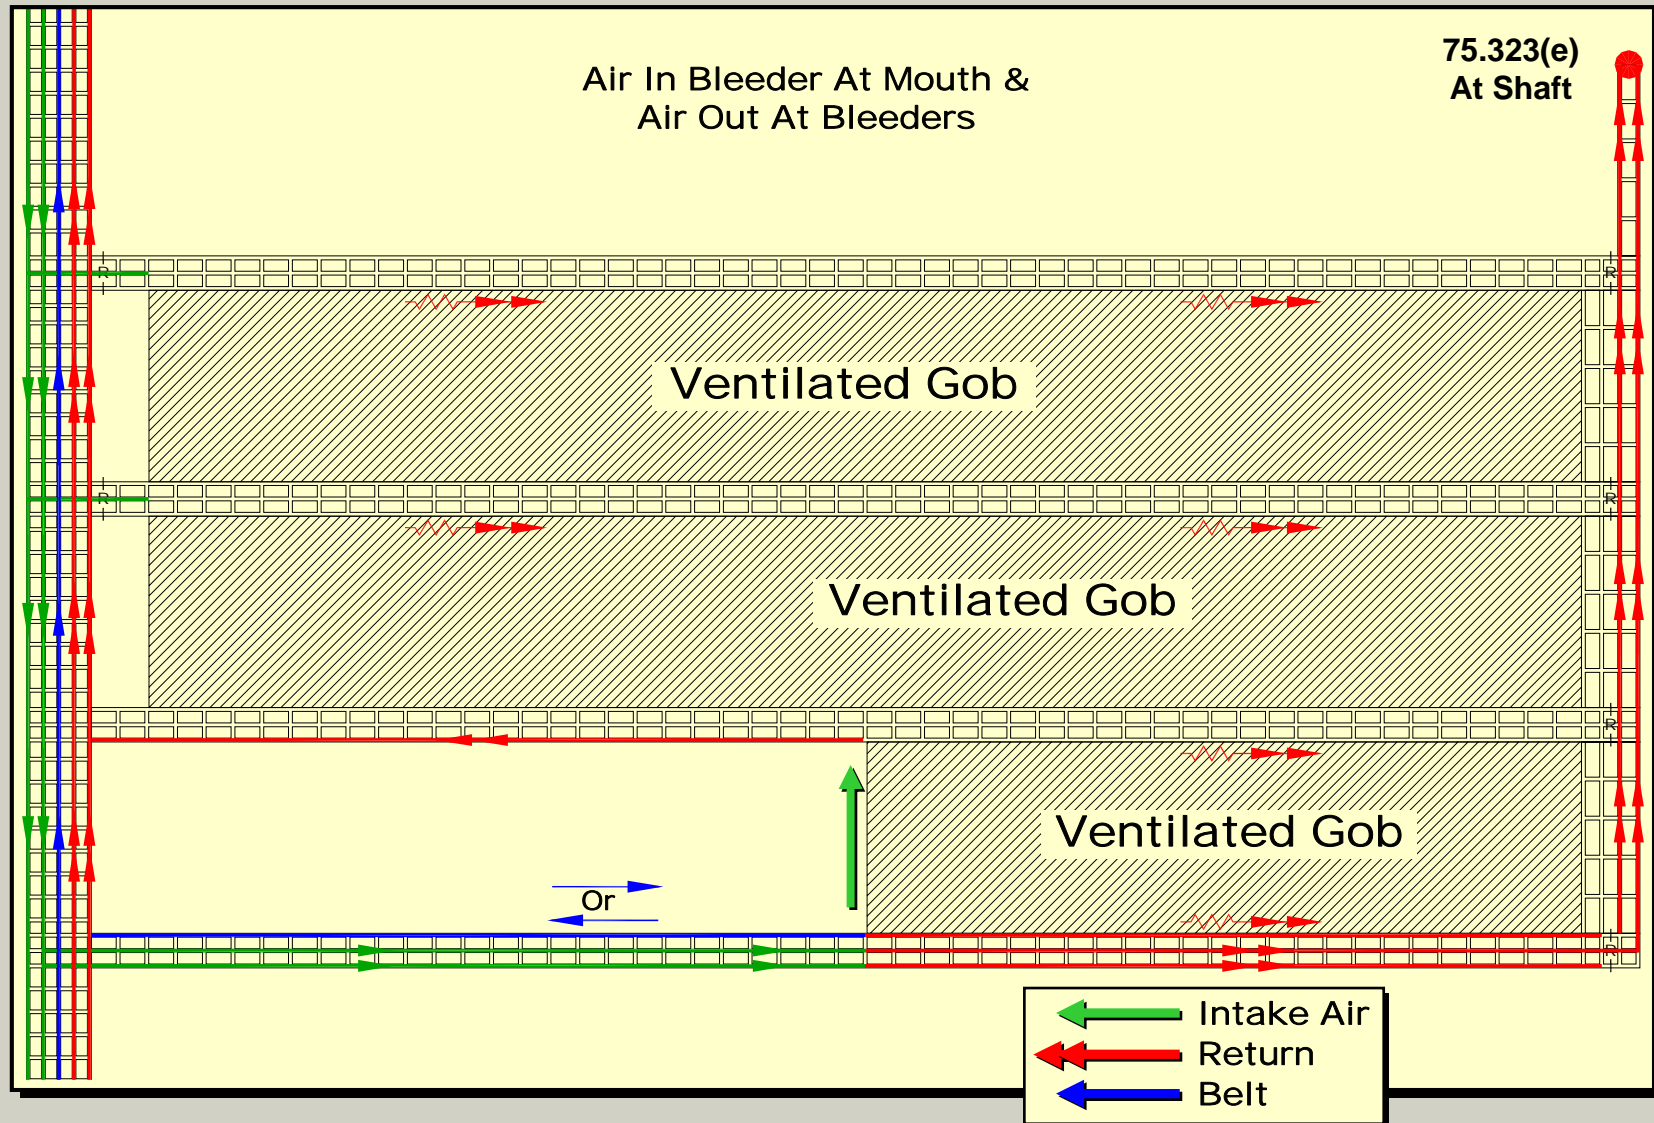 Air In Bleeder At Mouth &
Air Out At Bleeders
75.323(e)
At Shaft
R
R
Ventilated Gob
R
R
Ventilated Gob
R
Ventilated Gob
Or
R
Intake Air
Return
Belt